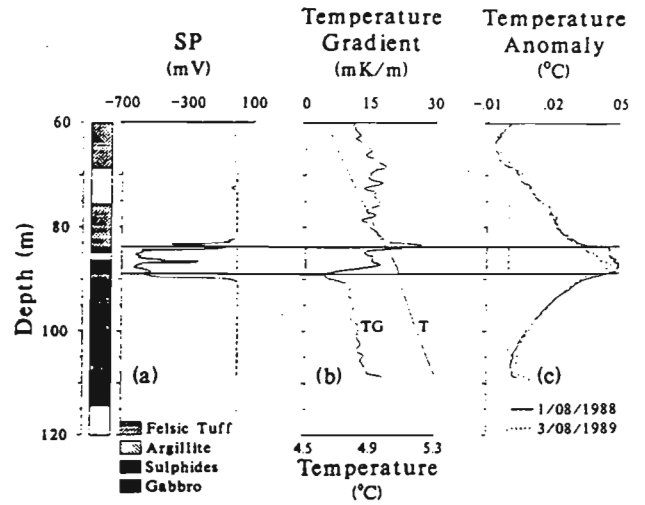 SP
(mV)
Temperature
Gradient
(mK/m)
Temperature
Anomaly
(°C)
-700 -300 100
0 15 30
-.01 .02 05
60
80
100
120
Depth (m)
TG T
(a) (b) (c)
1/08/1988
3/08/1989
Felsic Tuff
Argillite
Sulphides
Gabbro
4.5 4.9 5.3
Temperature
(°C)